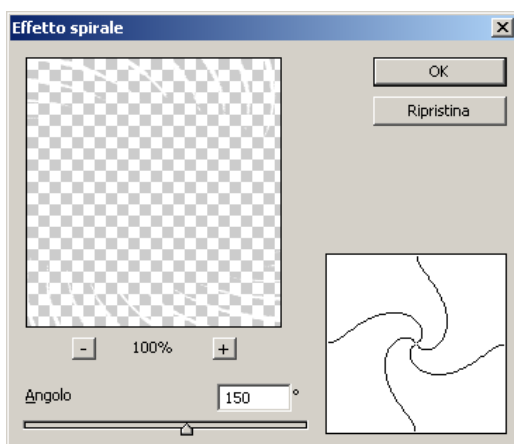 Effetto spirale
OK
Ripristina
- 100% +
Angolo 150 °